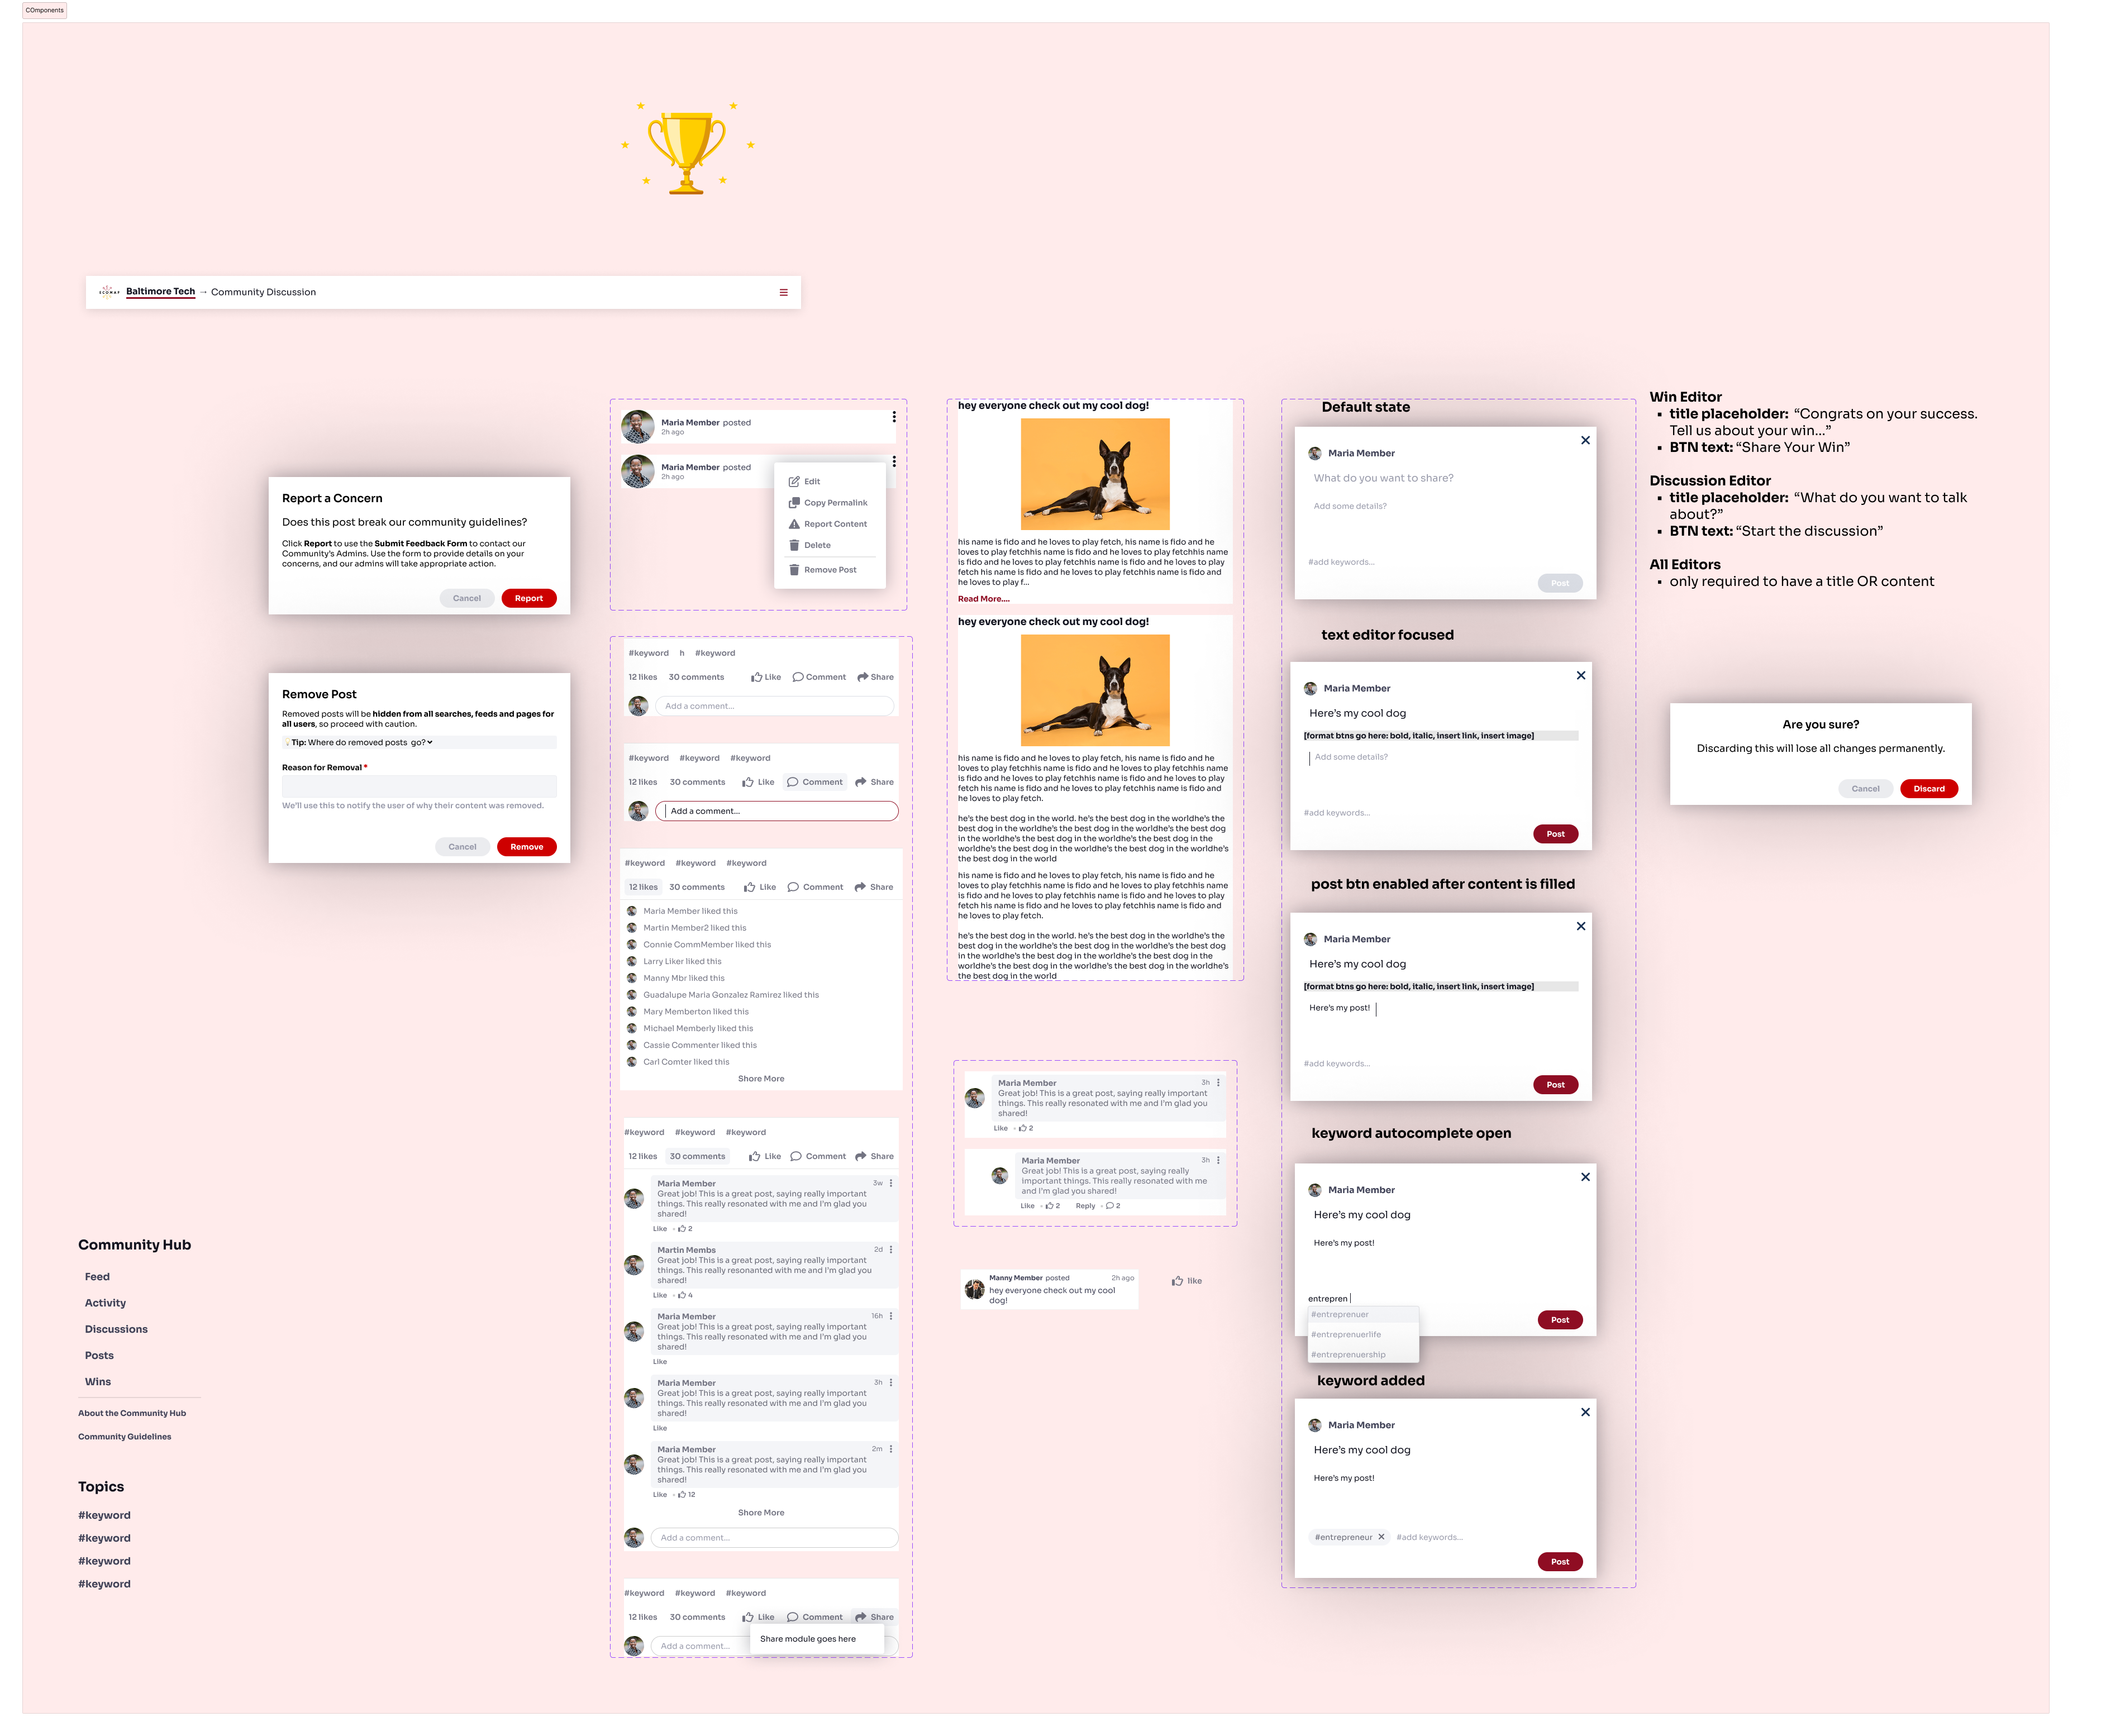 COmponents
ECOMAP
Baltimore Tech → Community Discussion
Report a Concern
Does this post break our community guidelines?
Click Report to use the Submit Feedback Form to contact our
Community's Admins. Use the form to provide details on your
concerns, and our admins will take appropriate action.
Cancel
Report
Remove Post
Removed posts will be hidden from all searches, feeds and pages for
all users, so proceed with caution.
Tip: Where do removed posts go?
Reason for Removal *
We'll use this to notify the user of why their content was removed.
Cancel
Remove
Community Hub
Feed
Activity
Discussions
Posts
Wins
About the Community Hub
Community Guidelines
Topics
#keyword
#keyword
#keyword
#keyword
Maria Member posted
2h ago
Maria Member posted
2h ago
Edit
Copy Permalink
Report Content
Delete
Remove Post
#keyword h #keyword
12 likes 30 comments Like Comment Share
Add a comment...
#keyword #keyword #keyword
12 likes 30 comments Like Comment Share
Add a comment...
#keyword #keyword #keyword
12 likes 30 comments Like Comment Share
Maria Member liked this
Martin Member2 liked this
Connie CommMember liked this
Larry Liker liked this
Manny Mbr liked this
Guadalupe Maria Gonzalez Ramirez liked this
Mary Memberton liked this
Michael Memberly liked this
Cassie Commenter liked this
Carl Comter liked this
Shore More
#keyword #keyword #keyword
12 likes 30 comments Like Comment Share
Maria Member 3w
Great job! This is a great post, saying really important
things. This really resonated with me and I'm glad you
shared!
Like • 2
Martin Membs 2d
Great job! This is a great post, saying really important
things. This really resonanted with me and I'm glad you
shared!
Like • 4
Maria Member 16h
Great job! This is a great post, saying really important
things. This really resonated with me and I'm glad you
shared!
Like
Maria Member 3h
Great job! This is a great post, saying really important
things. This really resonated with me and I'm glad you
shared!
Like
Maria Member 2m
Great job! This is a great post, saying really important
things. This really resonated with me and I'm glad you
shared!
Like • 12
Shore More
Add a comment...
#keyword #keyword #keyword
12 likes 30 comments Like Comment Share
Add a comment...
Share module goes here
hey everyone check out my cool dog!
his name is fido and he loves to play fetch, his name is fido and he
loves to play fetchhis name is fido and he loves to play fetchhis name
is fido and he loves to play fetchhis name is fido and he loves to play
fetch his name is fido and he loves to play fetchhis name is fido and
he loves to play f...
Read More....
hey everyone check out my cool dog!
his name is fido and he loves to play fetch, his name is fido and he
loves to play fetchhis name is fido and he loves to play fetchhis name
is fido and he loves to play fetchhis name is fido and he loves to play
fetch his name is fido and he loves to play fetchhis name is fido and
he loves to play fetch.
he's the best dog in the world. he's the best dog in the worldhe's the
best dog in the worldhe's the best dog in the worldhe's the best dog
in the worldhe's the best dog in the worldhe's the best dog in the
worldhe's the best dog in the worldhe's the best dog in the worldhe's
the best dog in the world
his name is fido and he loves to play fetch, his name is fido and he
loves to play fetchhis name is fido and he loves to play fetchhis name
is fido and he loves to play fetchhis name is fido and he loves to play
fetch his name is fido and he loves to play fetchhis name is fido and
he loves to play fetch.
he's the best dog in the world. he's the best dog in the worldhe's the
best dog in the worldhe's the best dog in the worldhe's the best dog
in the worldhe's the best dog in the worldhe's the best dog in the
worldhe's the best dog in the worldhe's the best dog in the worldhe's
the best dog in the world
Maria Member 3h
Great job! This is a great post, saying really important
things. This really resonated with me and I'm glad you
shared!
Like • 2
Maria Member 3h
Great job! This is a great post, saying really
important things. This really resonated with me
and I'm glad you shared!
Like • 2 Reply • 2
Manny Member posted 2h ago
hey everyone check out my cool
dog!
like
Default state
Maria Member
What do you want to share?
Add some details?
#add keywords...
Post
text editor focused
Maria Member
Here's my cool dog
[format btns go here: bold, italic, insert link, insert image]
Add some details?
#add keywords...
Post
post btn enabled after content is filled
Maria Member
Here's my cool dog
[format btns go here: bold, italic, insert link, insert image]
Here's my post!
#add keywords...
Post
keyword autocomplete open
Maria Member
Here's my cool dog
Here's my post!
entrepren
#entreprenuer
#entreprenuerlife
#entreprenuership
Post
keyword added
Maria Member
Here's my cool dog
Here's my post!
#entrepreneur #add keywords...
Post
Win Editor
▪ title placeholder: “Congrats on your success.
Tell us about your win...”
▪ BTN text: “Share Your Win”
Discussion Editor
▪ title placeholder: “What do you want to talk
about?”
▪ BTN text: “Start the discussion”
All Editors
▪ only required to have a title OR content
Are you sure?
Discarding this will lose all changes permanently.
Cancel
Discard